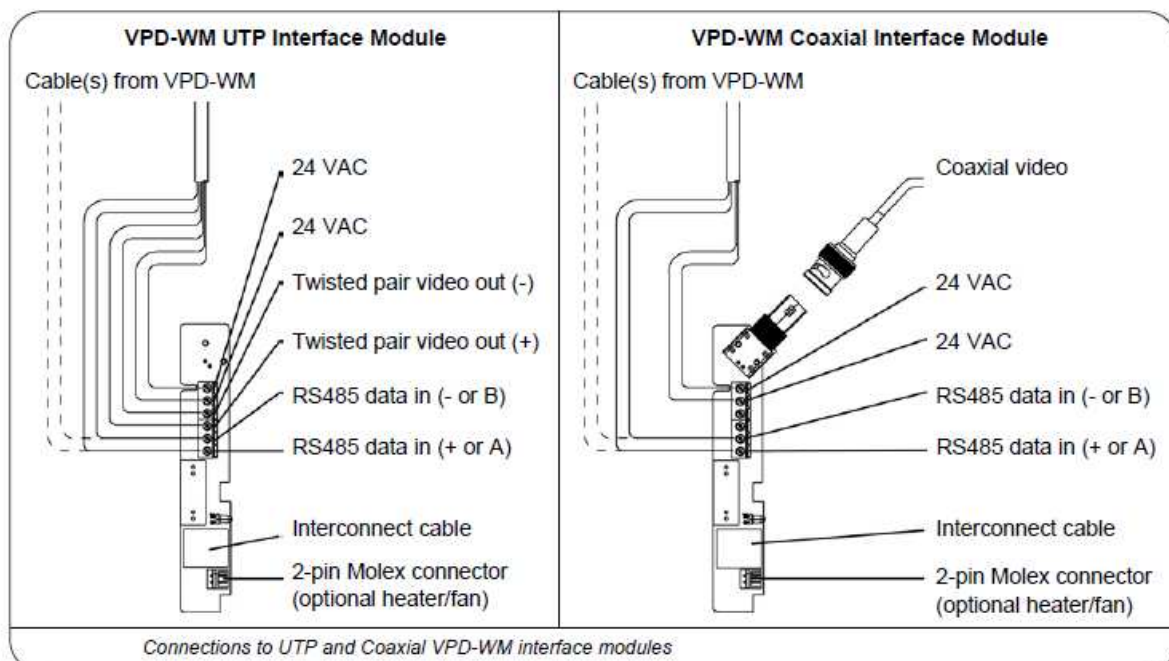 VPD-WM UTP Interface Module
Cable(s) from VPD-WM
24 VAC
24 VAC
Twisted pair video out (-)
Twisted pair video out (+)
RS485 data in (- or B)
RS485 data in (+ or A)
Interconnect cable
2-pin Molex connector
(optional heater/fan)
VPD-WM Coaxial Interface Module
Cable(s) from VPD-WM
Coaxial video
24 VAC
24 VAC
RS485 data in (- or B)
RS485 data in (+ or A)
Interconnect cable
2-pin Molex connector
(optional heater/fan)
Connections to UTP and Coaxial VPD-WM interface modules